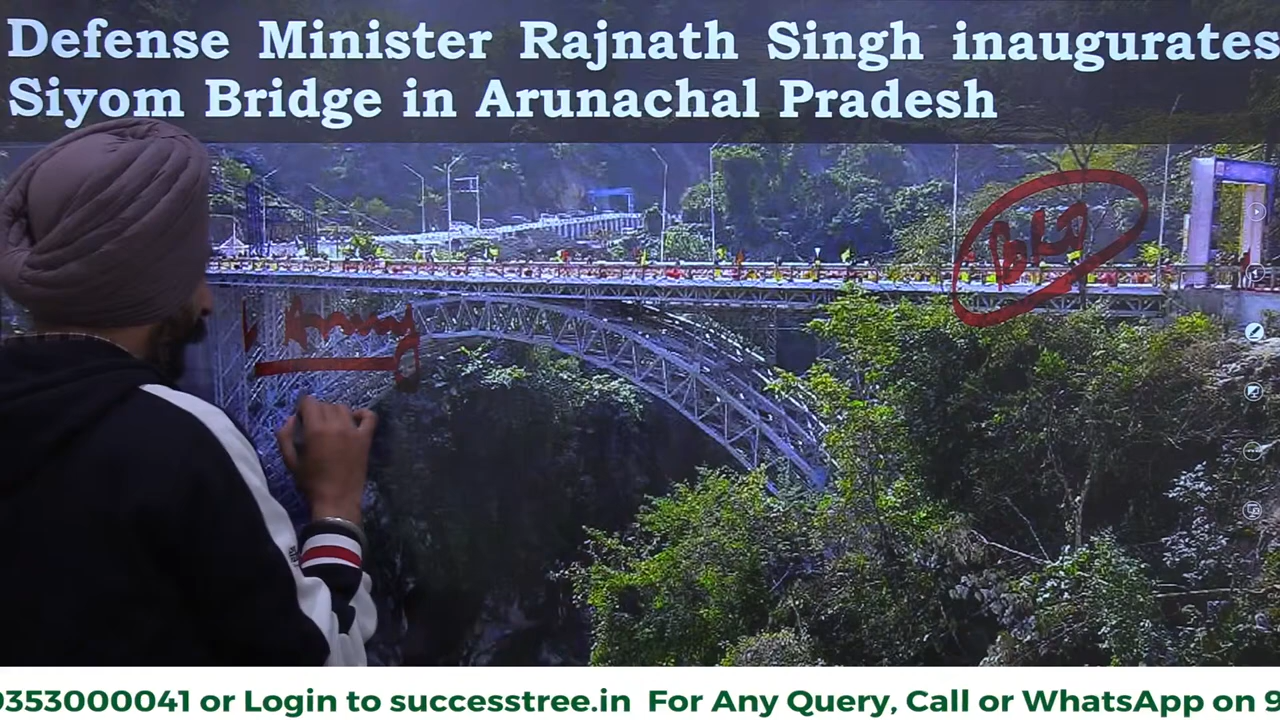 Defense Minister Rajnath Singh inaugurates
Siyom Bridge in Arunachal Pradesh
BRO
Army
9353000041 or Login to successtree.in For Any Query, Call or WhatsApp on 9